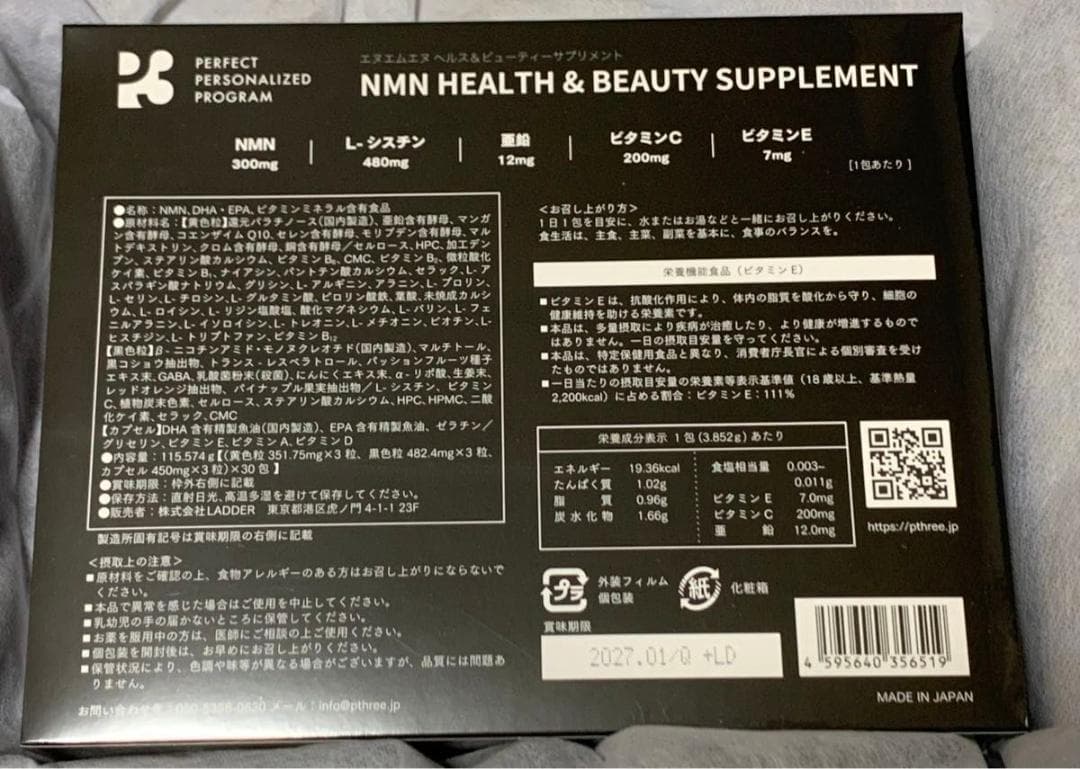 PERFECT
PERSONALIZED
PROGRAM
エヌエムエヌ ヘルス&ビューティーサプリメント
NMN HEALTH & BEAUTY SUPPLEMENT
NMN
300mg
L-シスチン
480mg
亜鉛
12mg
ビタミンC
200mg
ビタミンE
7mg
[1包あたり]
●名称：NMN、DHA・EPA、ビタミンミネラル含有食品
●原材料名：【黄色粒】還元パラチノース(国内製造)、亜鉛含有酵母、マンガ
ン含有酵母、コエンザイムQ10、セレン含有酵母、モリブデン含有酵母、マル
トデキストリン、クロム含有酵母、銅含有酵母／セルロース、HPC、加工デン
プン、ステアリン酸カルシウム、ビタミンB₆、CMC、ビタミンB₂、微粒酸化
ケイ素、ビタミンB₁、ナイアシン、パントテン酸カルシウム、セラック、L-ア
スパラギン酸ナトリウム、グリシン、L-アルギニン、アラニン、L-プロリン、
L-セリン、L-チロシン、L-グルタミン酸、ピロリン酸鉄、葉酸、未焼成カルシ
ウム、L-ロイシン、L-リジン塩酸塩、酸化マグネシウム、L-バリン、L-フェ
ニルアラニン、L-イソロイシン、L-トレオニン、L-メチオニン、ビオチン、L-
ヒスチジン、L-トリプトファン、ビタミンB₁₂
【黒色粒】β-ニコチンアミド・モノヌクレオチド(国内製造)、マルチトール、
黒コショウ抽出物、トランス-レスベラトロール、パッションフルーツ種子
エキス末、GABA、乳酸菌粉末(殺菌)、にんにくエキス末、α-リポ酸、生姜末、
レッドオレンジ抽出物、パイナップル果実抽出物／L-シスチン、ビタミン
C、植物炭末色素、セルロース、ステアリン酸カルシウム、HPC、HPMC、二酸
化ケイ素、セラック、CMC
【カプセル】DHA含有精製魚油(国内製造)、EPA含有精製魚油、ゼラチン／
グリセリン、ビタミンE、ビタミンA、ビタミンD
●内容量：115.574g【(黄色粒 351.75mg×3粒、黒色粒 482.4mg×3粒、
カプセル 450mg×3粒)×30包】
●賞味期限：枠外右側に記載
●保存方法：直射日光、高温多湿を避けて保存してください。
●販売者：株式会社LADDER 東京都港区虎ノ門4-1-1 23F
製造所固有記号は賞味期限の右側に記載
<摂取上の注意>
■原材料をご確認の上、食物アレルギーのある方はお召し上がりにならないで
ください。
■本品で異常を感じた場合はご使用を中止してください。
■乳幼児の手の届かないところに保管してください。
■お薬を服用中の方は、医師にご相談の上ご使用ください。
■個包装を開封後は、お早めにお召し上がりください。
■保管状況により、色調や味等が異なる場合がございますが、品質には問題あ
りません。
お問い合わせ先：050-5358-0630 メール：info@pthree.jp
<お召し上がり方>
1日1包を目安に、水またはお湯などと一緒にお召し上がりください。
食生活は、主食、主菜、副菜を基本に、食事のバランスを。
栄養機能食品(ビタミンE)
■ビタミンEは、抗酸化作用により、体内の脂質を酸化から守り、細胞の
健康維持を助ける栄養素です。
■本品は、多量摂取により疾病が治癒したり、より健康が増進するもので
はありません。一日の摂取目安量を守ってください。
■本品は、特定保健用食品と異なり、消費者庁長官による個別審査を受け
たものではありません。
■一日当たりの摂取目安量の栄養素等表示基準値(18歳以上、基準熱量
2,200kcal)に占める割合：ビタミンE：111%
栄養成分表示 1包(3.852g)あたり
エネルギー 19.36kcal
たんぱく質 1.02g
脂質 0.96g
炭水化物 1.66g
食塩相当量 0.003~
0.011g
ビタミンE 7.0mg
ビタミンC 200mg
亜鉛 12.0mg
https://pthree.jp
プラ
外装フィルム
個包装
紙
化粧箱
賞味期限
2027.01/Q +LD
4 595640 356519
MADE IN JAPAN